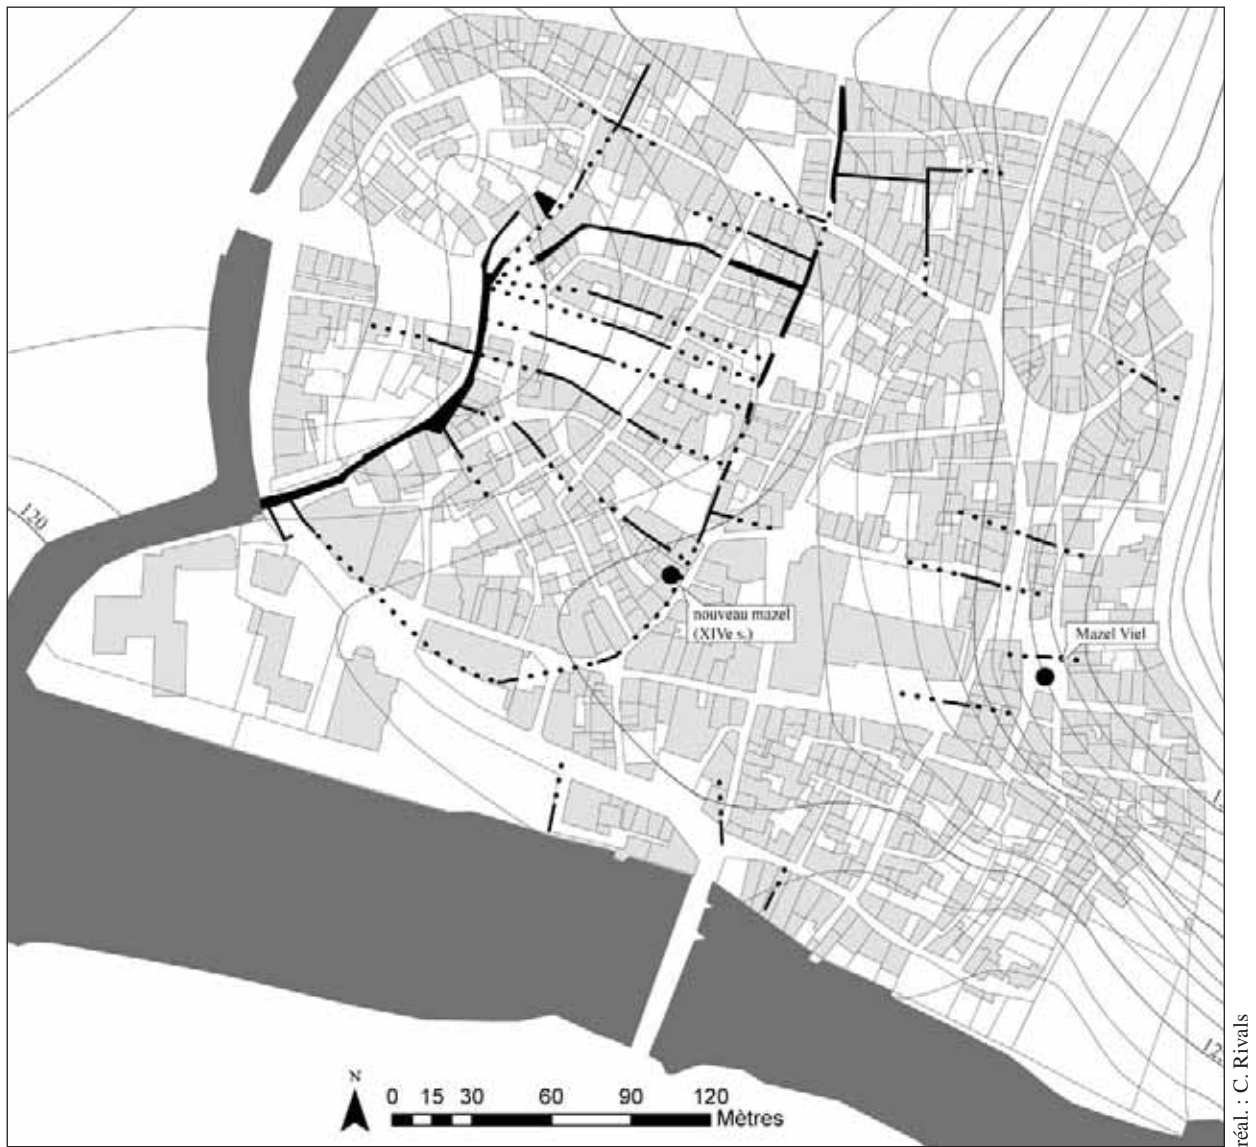 120
nouveau mazel
(XIVe s.)
Mazel Viel
N
0 15 30 60 90 120
Mètres
réal. : C. Rivals